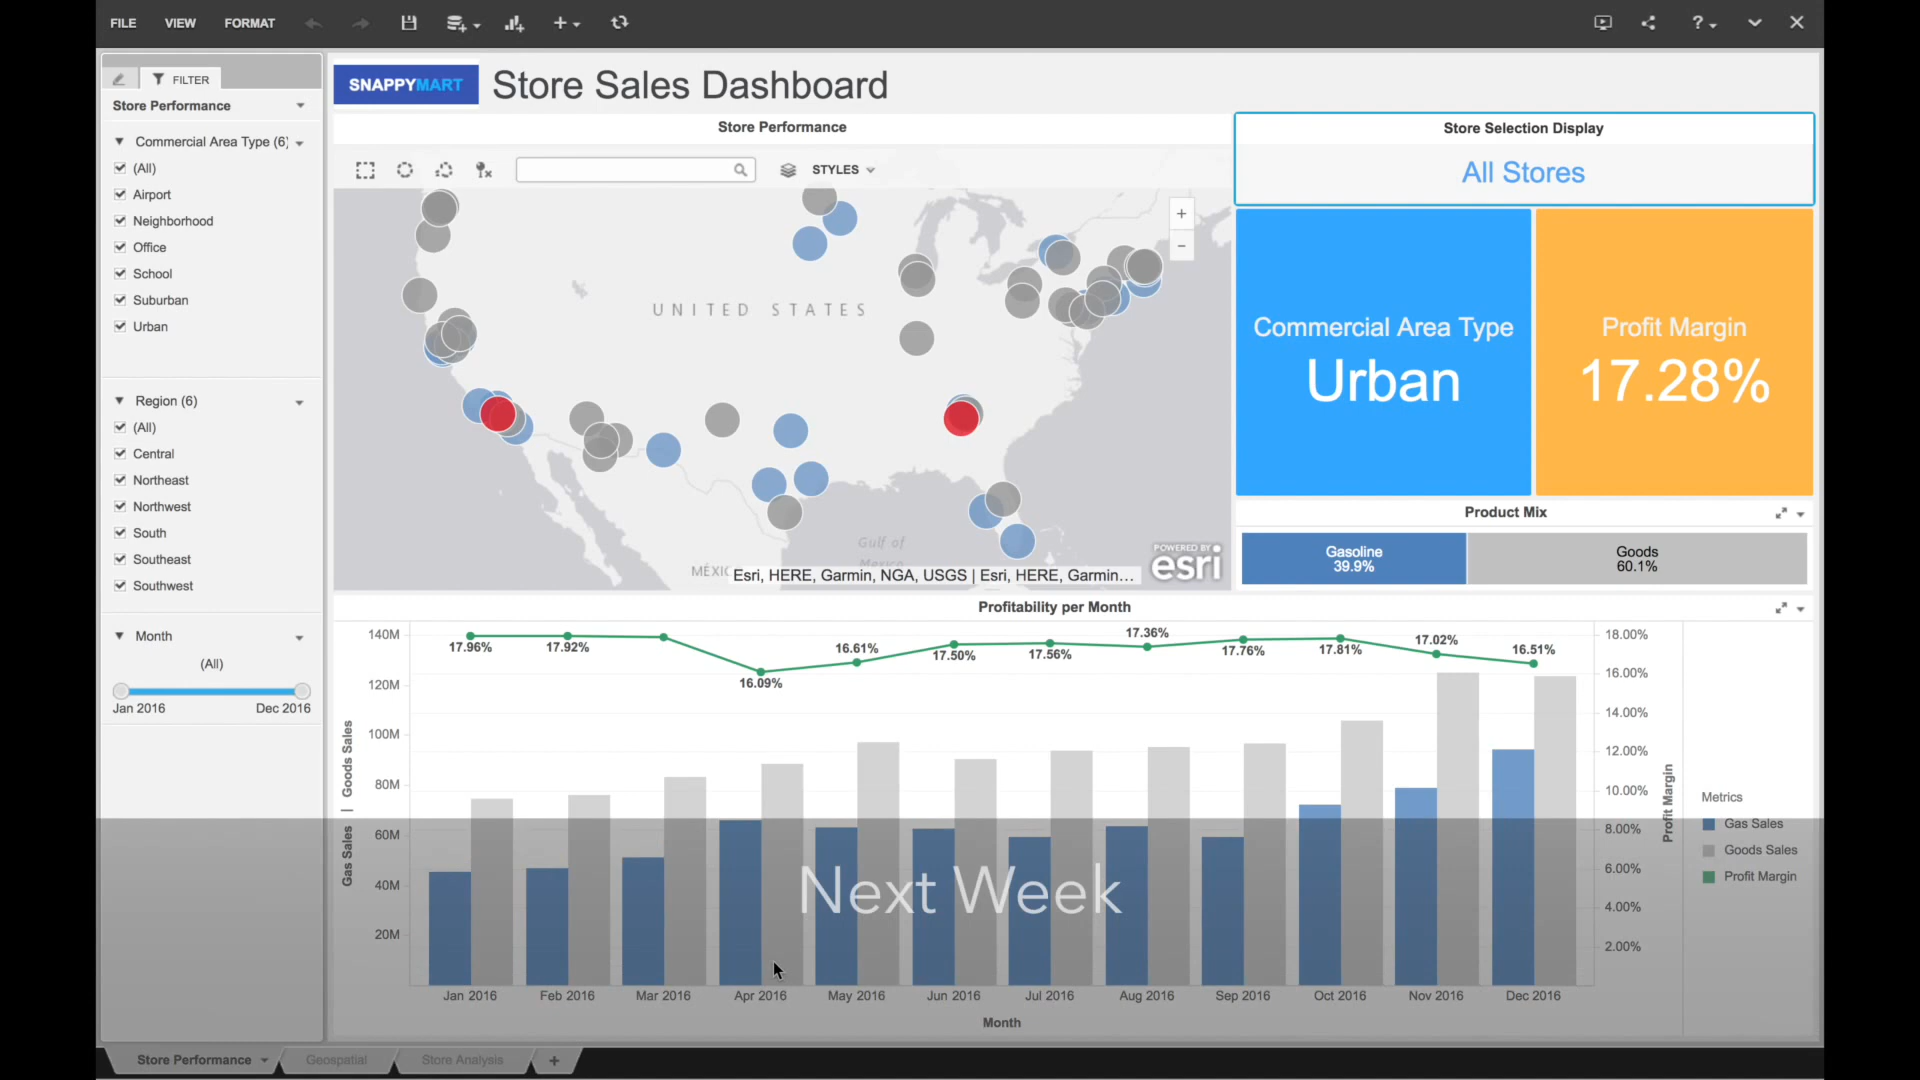 FILE VIEW FORMAT
?
FILTER
Store Performance
Commercial Area Type (6)
(All)
Airport
Neighborhood
Office
School
Suburban
Urban
Region (6)
(All)
Central
Northeast
Northwest
South
Southeast
Southwest
Month
(All)
Jan 2016 Dec 2016
SNAPPYMART Store Sales Dashboard
Store Performance
STYLES
+
−
UNITED STATES
Gulf of
Esri, HERE, Garmin, NGA, USGS | Esri, HERE, Garmin...
POWERED BY
esri
Store Selection Display
All Stores
Commercial Area Type
Urban
Profit Margin
17.28%
Product Mix
Gasoline
39.9%
Goods
60.1%
Profitability per Month
Gas Sales | Goods Sales
140M
120M
100M
80M
60M
40M
20M
17.96% 17.92% 16.09% 16.61% 17.50% 17.56% 17.36% 17.76% 17.81% 17.02% 16.51%
18.00%
16.00%
14.00%
12.00%
10.00%
8.00%
6.00%
4.00%
2.00%
Profit Margin
Metrics
Gas Sales
Goods Sales
Profit Margin
Next Week
Jan 2016 Feb 2016 Mar 2016 Apr 2016 May 2016 Jun 2016 Jul 2016 Aug 2016 Sep 2016 Oct 2016 Nov 2016 Dec 2016
Month
Store Performance Geospatial Store Analysis +